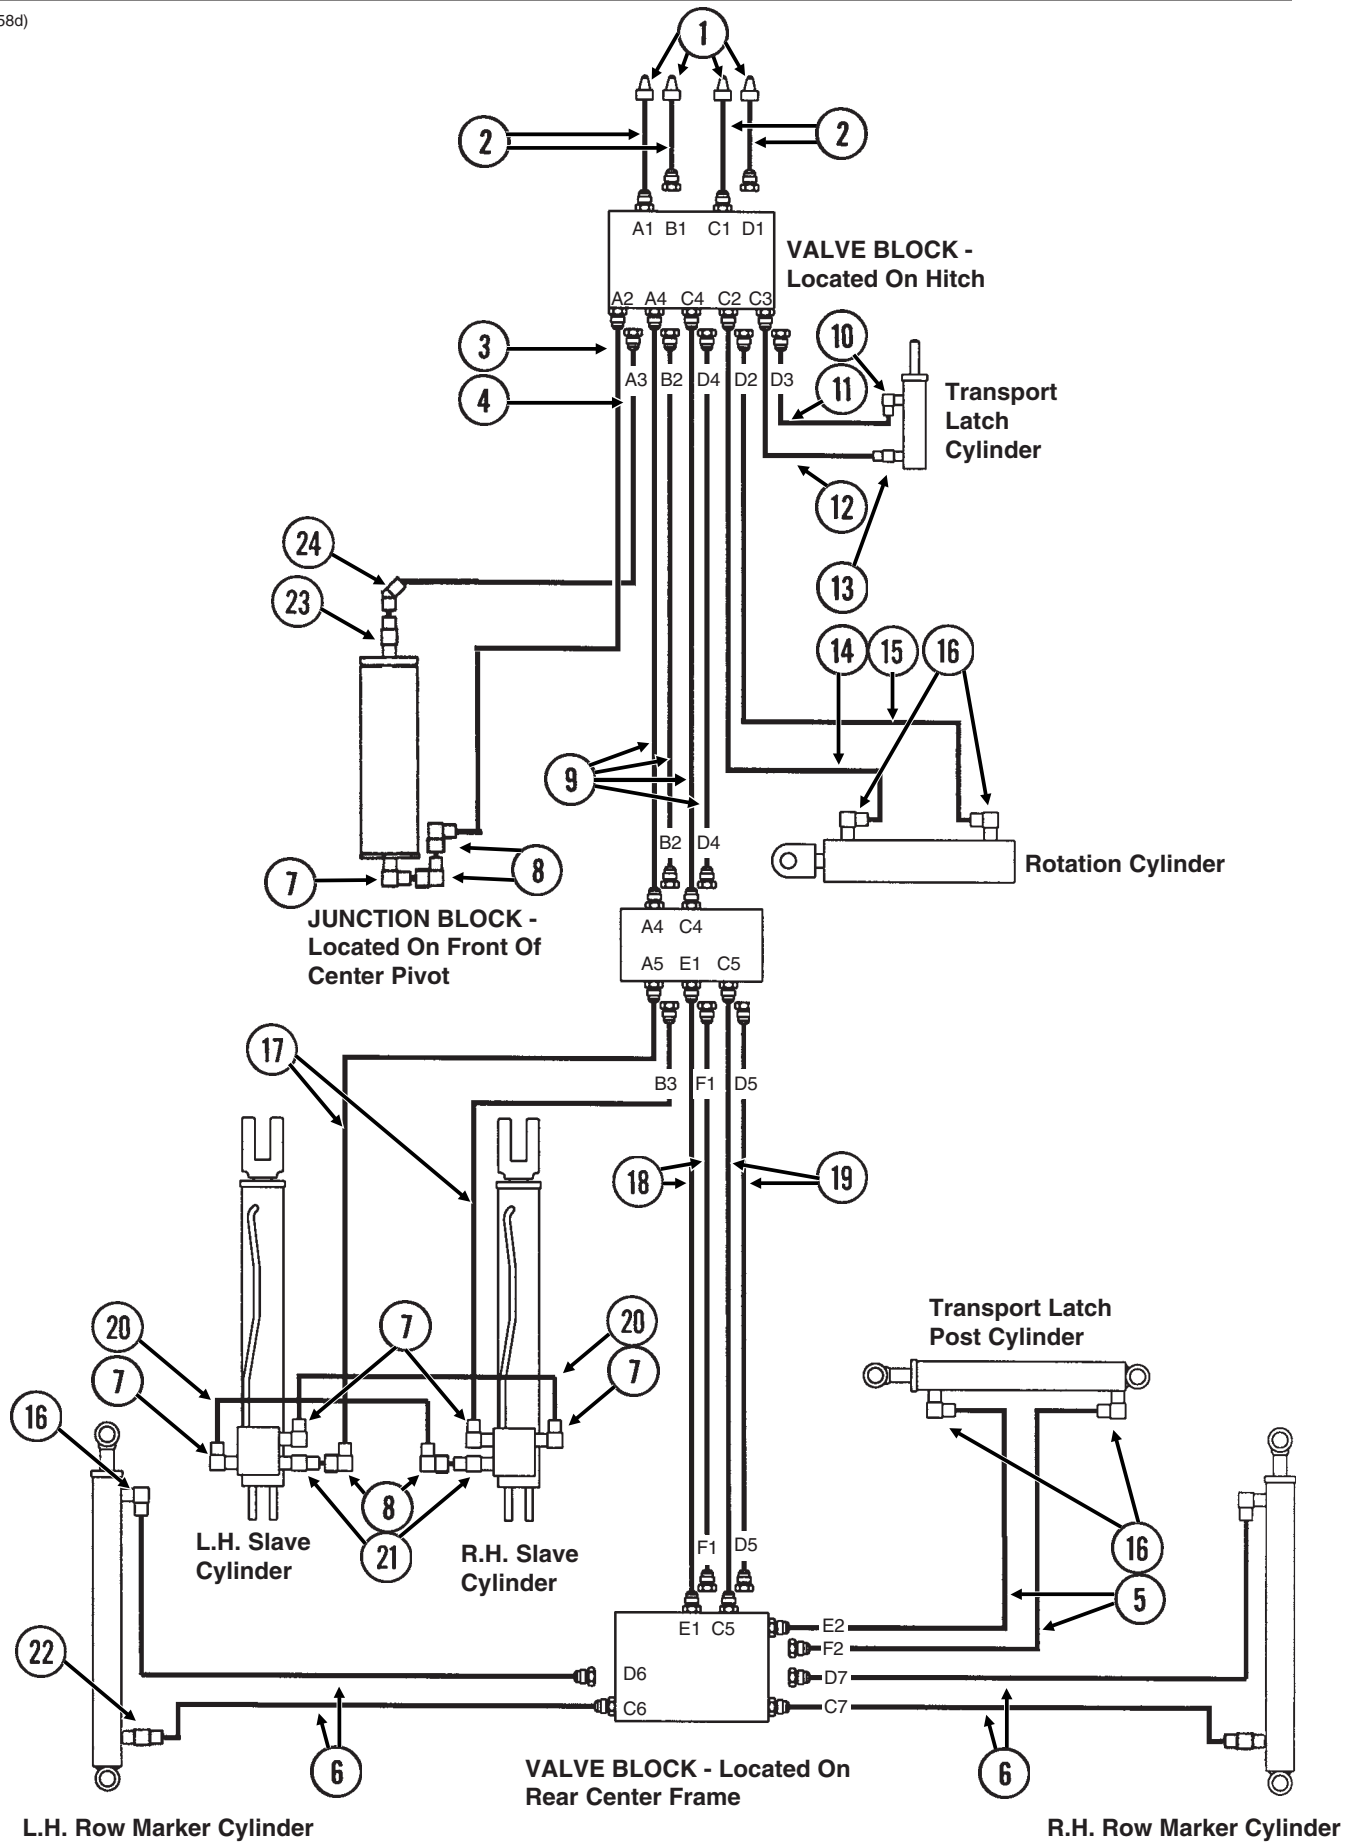 58d)
1
2
2
A1 B1 C1 D1
VALVE BLOCK -
Located On Hitch
A2 A4 C4 C2 C3
3
10
A3 B2 D4 D2 D3
11
4
Transport
Latch
Cylinder
12
24
13
23
14 15 16
9
B2 D4
Rotation Cylinder
7
8
JUNCTION BLOCK -
Located On Front Of
Center Pivot
A4 C4
A5 E1 C5
17
B3 F1 D5
18
19
Transport Latch
Post Cylinder
20
7
20
7
7
16
8
21
L.H. Slave
Cylinder
R.H. Slave
Cylinder
F1 D5
16
5
E1 C5
E2
F2
22
D6
D7
C6
C7
6
6
VALVE BLOCK - Located On
Rear Center Frame
L.H. Row Marker Cylinder
R.H. Row Marker Cylinder